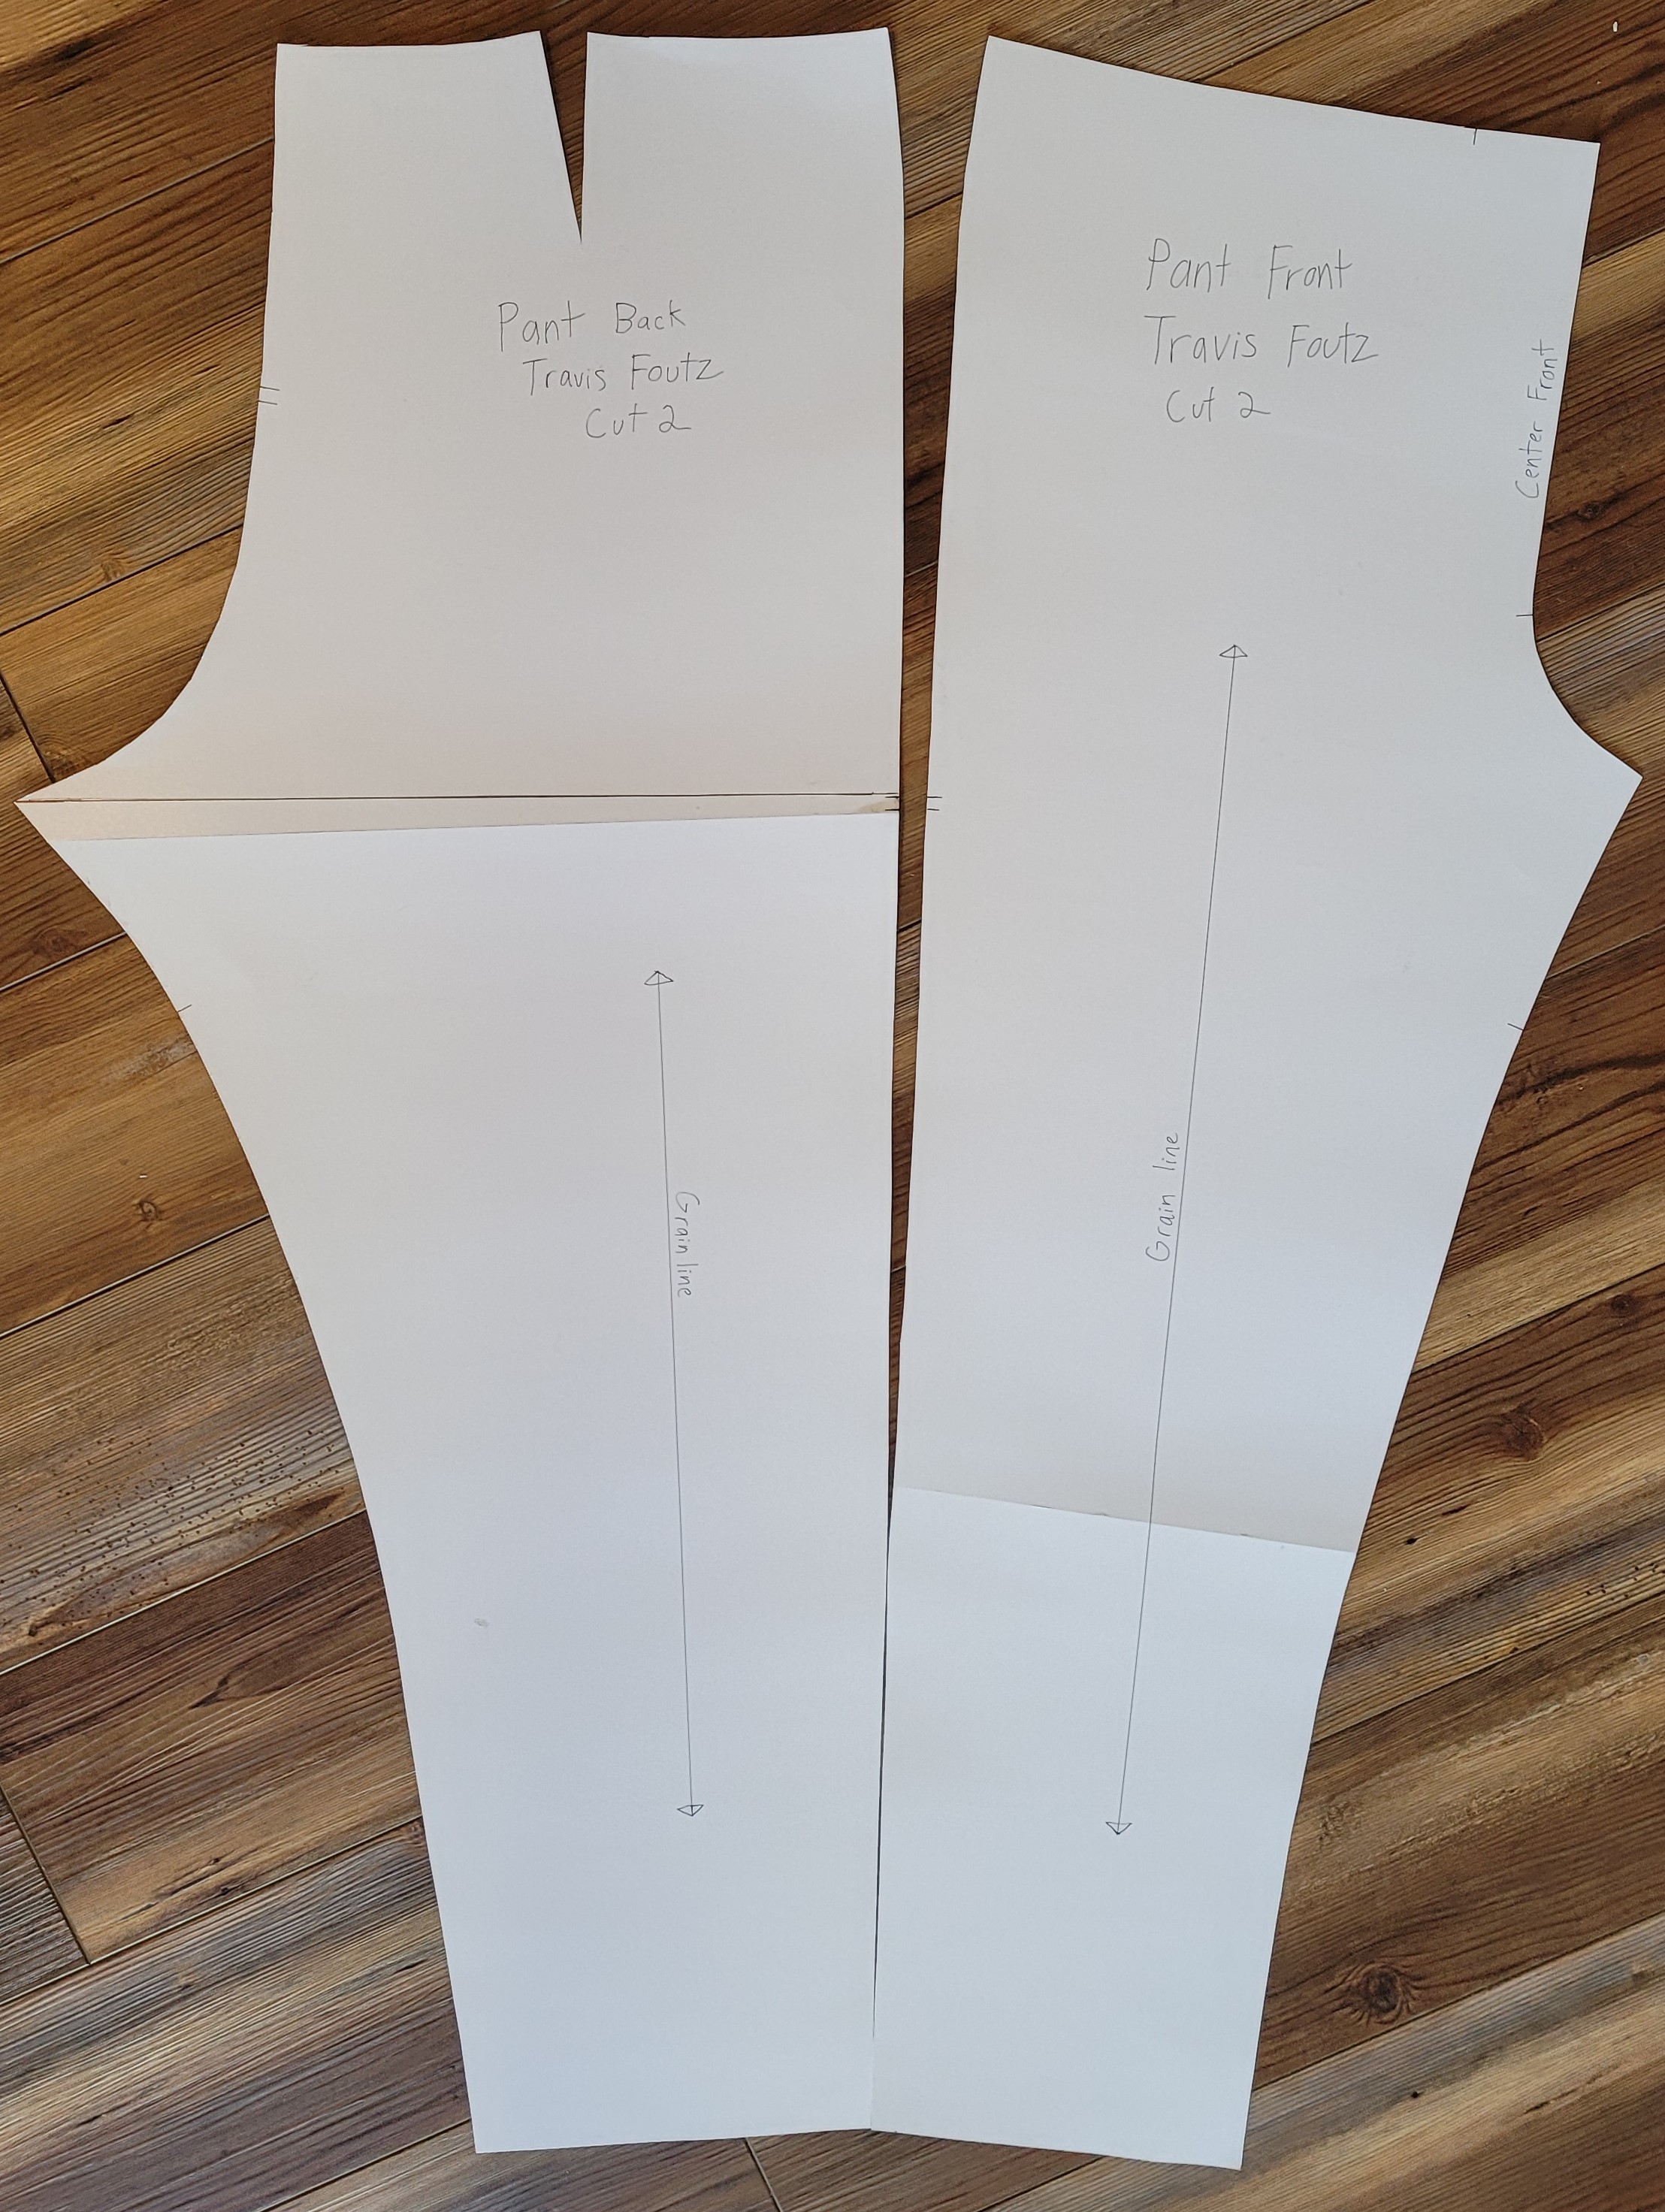 Pant Back
Travis Foutz
Cut 2
Grain line
Pant Front
Travis Foutz
Cut 2
Center Front
Grain line